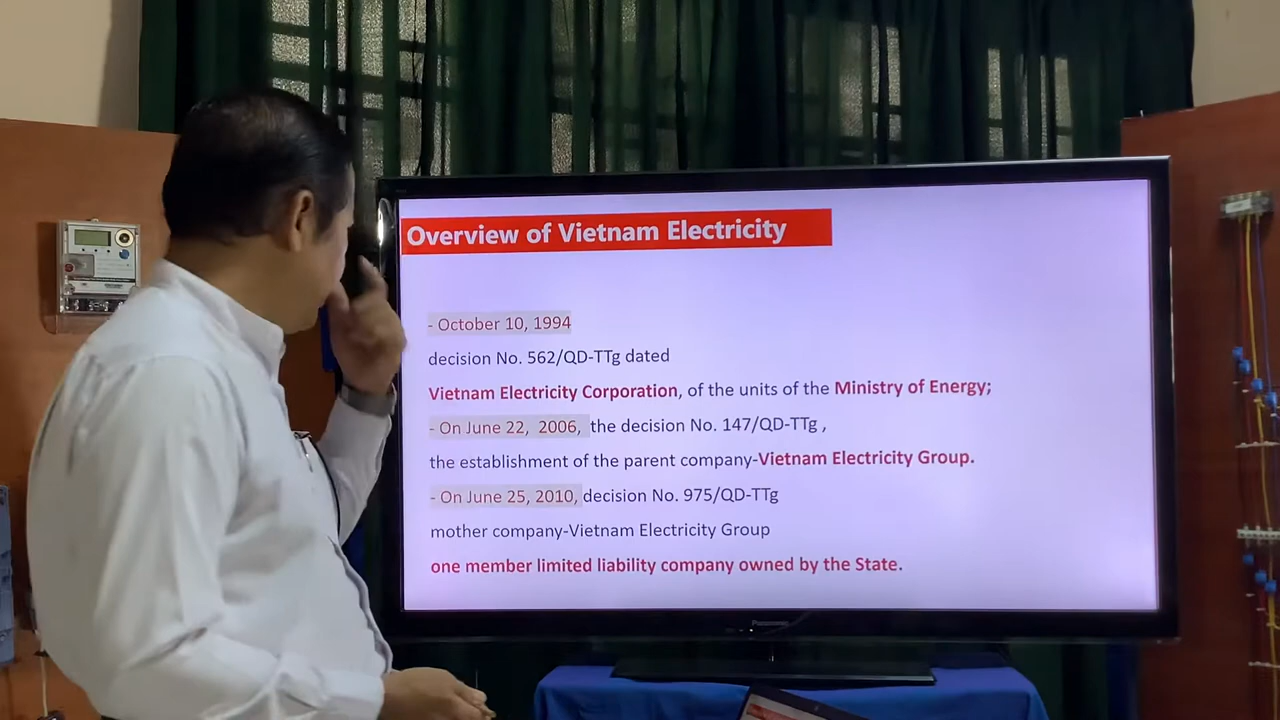 Overview of Vietnam Electricity
- October 10, 1994
decision No. 562/QD-TTg dated
Vietnam Electricity Corporation, of the units of the Ministry of Energy;
- On June 22, 2006, the decision No. 147/QD-TTg ,
the establishment of the parent company-Vietnam Electricity Group.
- On June 25, 2010, decision No. 975/QD-TTg
mother company-Vietnam Electricity Group
one member limited liability company owned by the State.
Panasonic